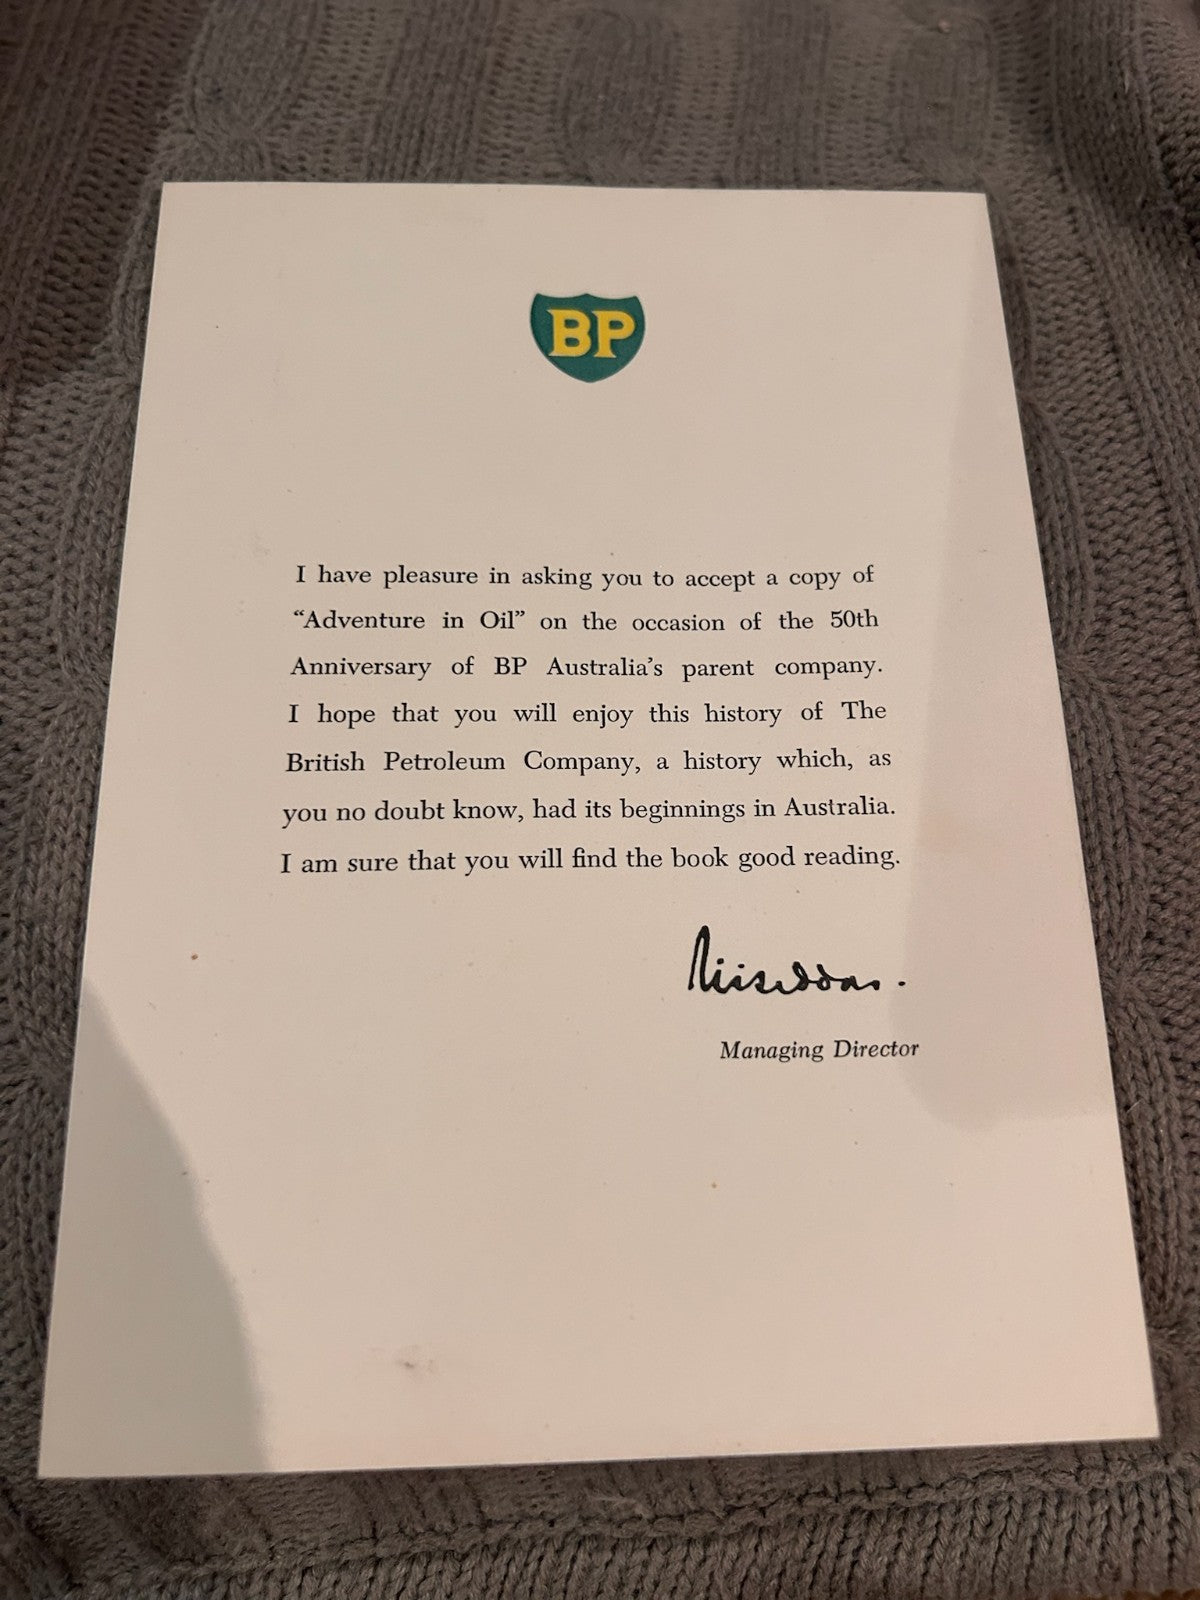 BP
I have pleasure in asking you to accept a copy of
“Adventure in Oil” on the occasion of the 50th
Anniversary of BP Australia’s parent company.
I hope that you will enjoy this history of The
British Petroleum Company, a history which, as
you no doubt know, had its beginnings in Australia.
I am sure that you will find the book good reading.
Managing Director